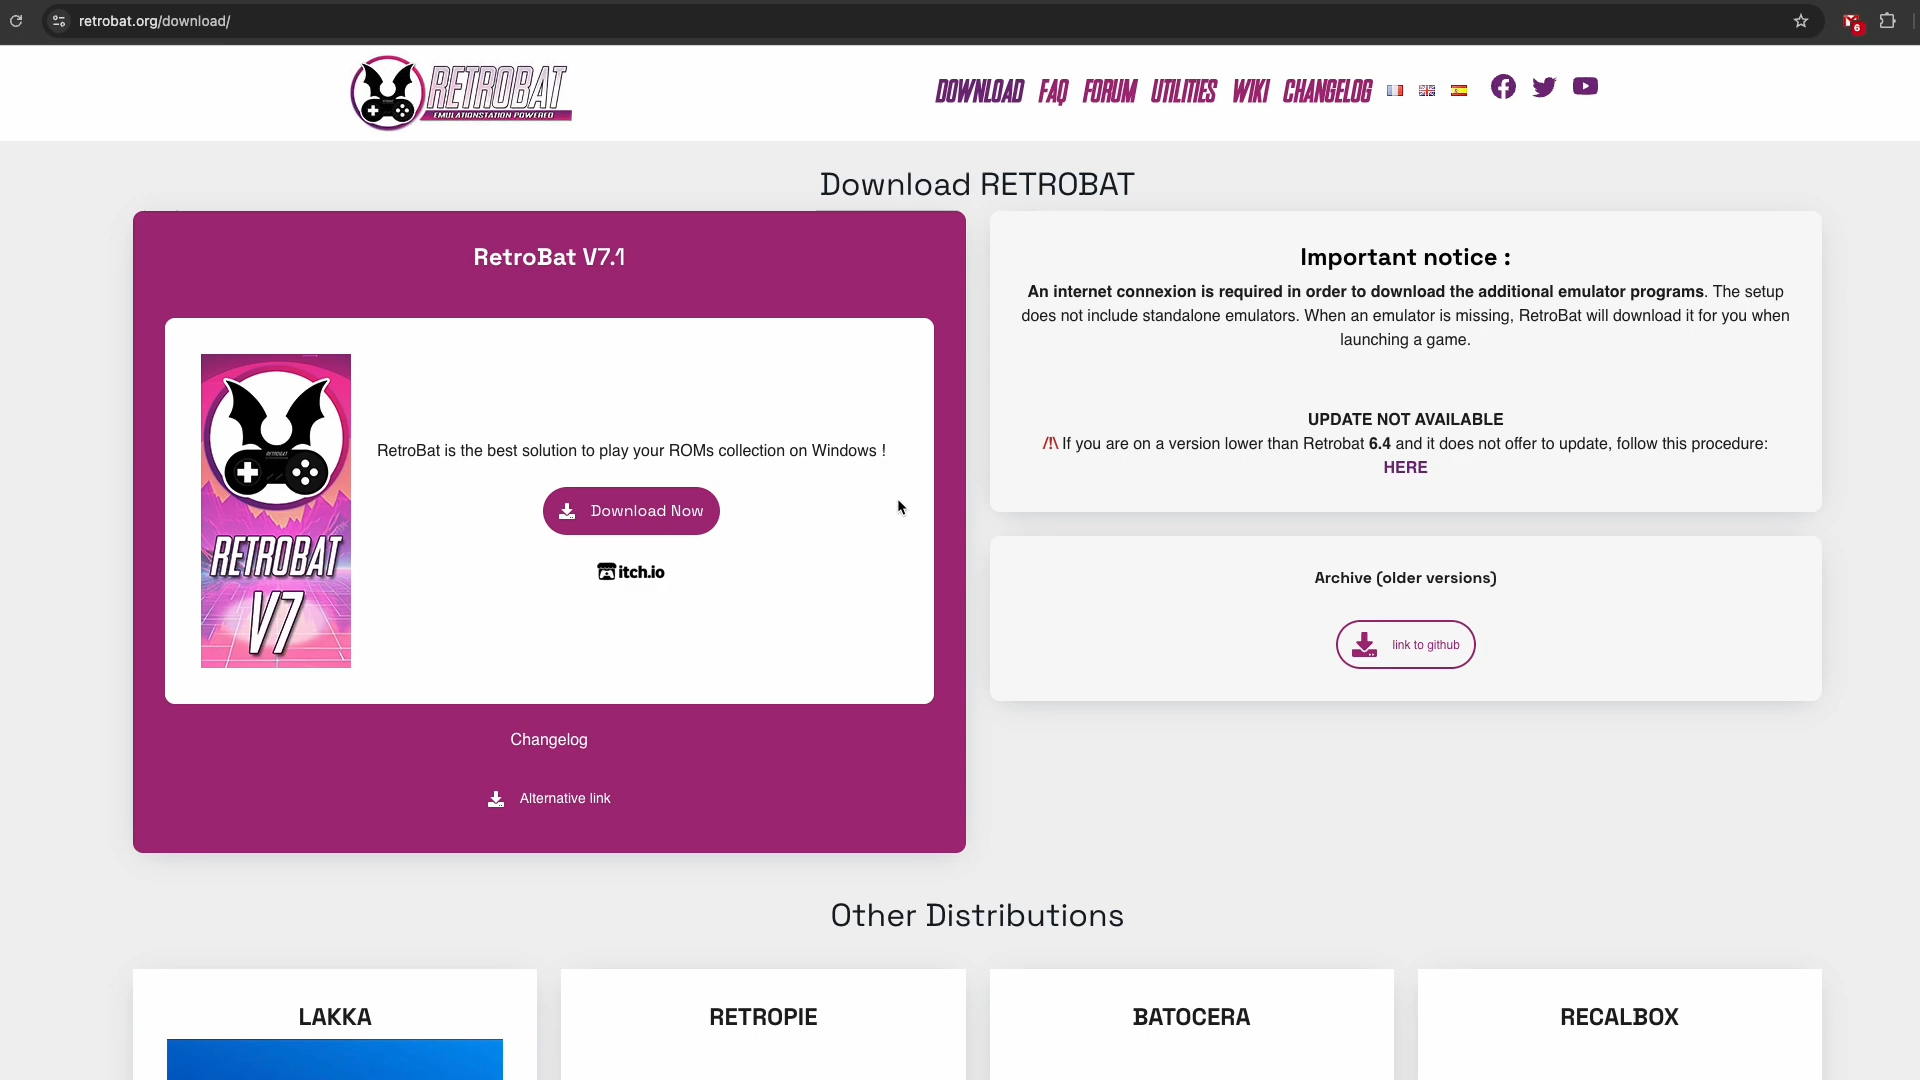 retrobat.org/download/
6
RETROBAT
EMULATIONSTATION POWERED
DOWNLOAD FAQ FORUM UTILITIES WIKI CHANGELOG
Download RETROBAT
RetroBat V7.1
RETROBAT
V7
RetroBat is the best solution to play your ROMs collection on Windows !
Download Now
itch.io
Changelog
Alternative link
Important notice :
An internet connexion is required in order to download the additional emulator programs. The setup
does not include standalone emulators. When an emulator is missing, RetroBat will download it for you when
launching a game.
UPDATE NOT AVAILABLE
/!\ If you are on a version lower than Retrobat 6.4 and it does not offer to update, follow this procedure:
HERE
Archive (older versions)
link to github
Other Distributions
LAKKA
RETROPIE
BATOCERA
RECALBOX